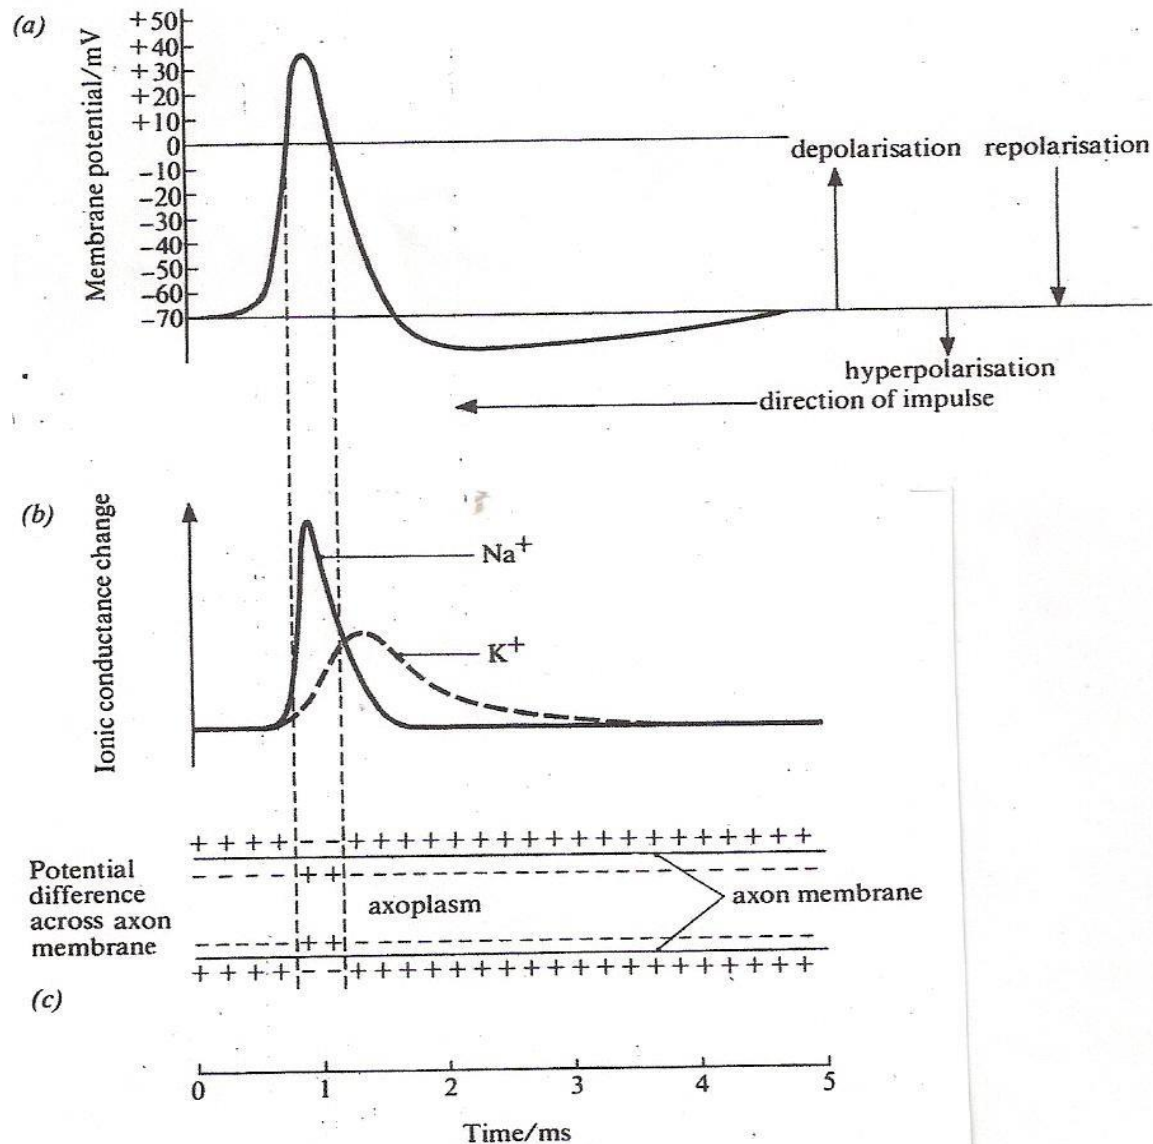 (a)
Membrane potential/mV
+50
+40
+30
+20
+10
0
−10
−20
−30
−40
−50
−60
−70
depolarisation repolarisation
hyperpolarisation
direction of impulse
(b)
Ionic conductance change
Na+
K+
+ + + + − − + + + + + + + + + + + + + + + + + +
Potential
difference
across axon
membrane
− − − − + + − − − − − − − − − − − − − − − − − −
axoplasm
axon membrane
− − − − + + − − − − − − − − − − − − − − − − − −
+ + + + − − + + + + + + + + + + + + + + + + + +
(c)
0 1 2 3 4 5
Time/ms